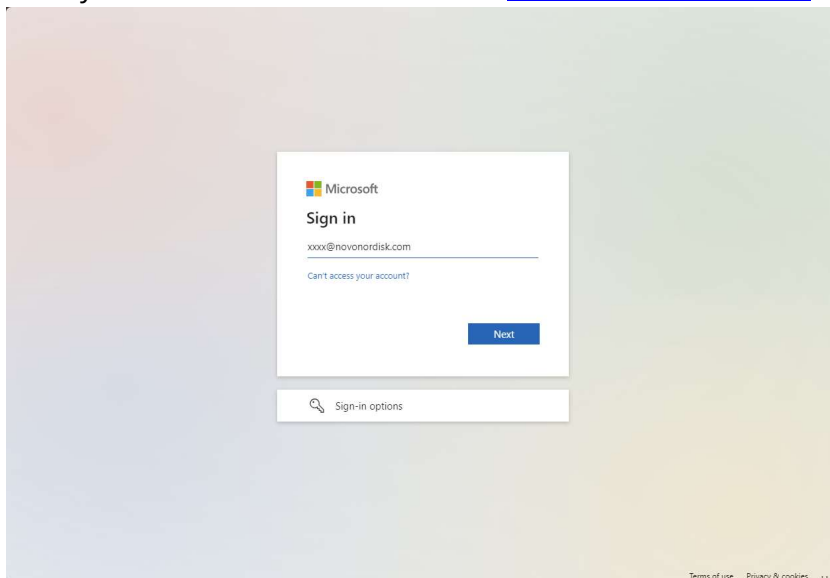 Microsoft
Sign in
xxxx@novonordisk.com
Can't access your account?
Next
Sign-in options
Terms of use Privacy & cookies